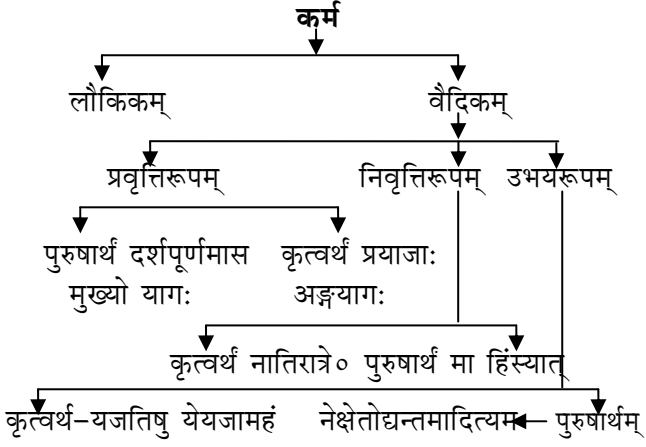 कर्म
लौकिकम् वैदिकम्
प्रवृत्तिरूपम् निवृत्तिरूपम् उभयरूपम्
पुरुषार्थं दर्शपूर्णमास कृत्वर्थं प्रयाजाः
मुख्यो यागः अङ्गयागः
कृत्वर्थं नातिरात्रे० पुरुषार्थं मा हिंस्यात्
कृत्वर्थ-यजतिषु येयजामहं नेक्षेतोद्यन्तमादित्यम पुरुषार्थम्